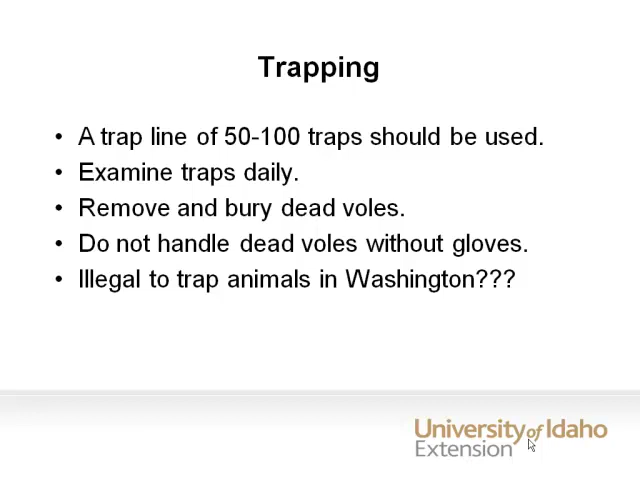 Trapping
• A trap line of 50-100 traps should be used.
• Examine traps daily.
• Remove and bury dead voles.
• Do not handle dead voles without gloves.
• Illegal to trap animals in Washington???
University of Idaho
Extension